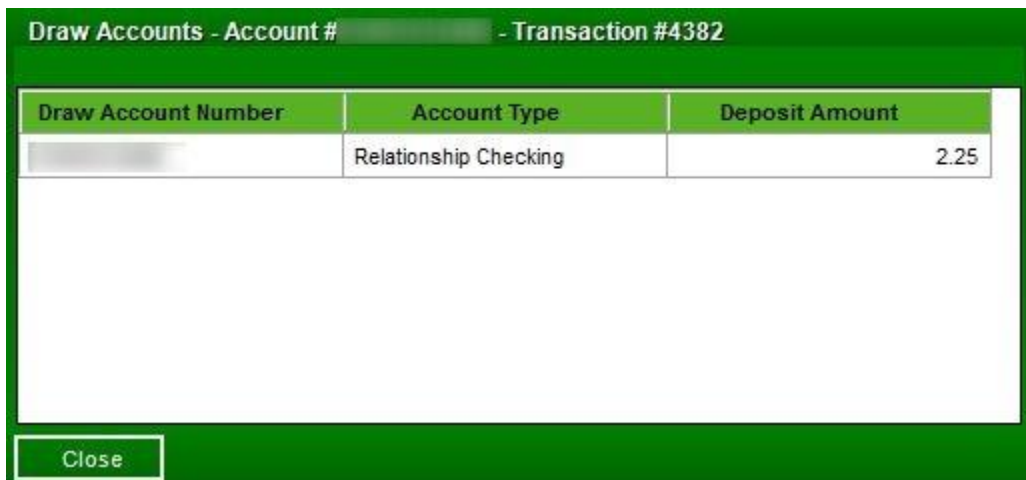 Draw Accounts - Account # - Transaction #4382
Draw Account Number Account Type Deposit Amount
Relationship Checking 2.25
Close